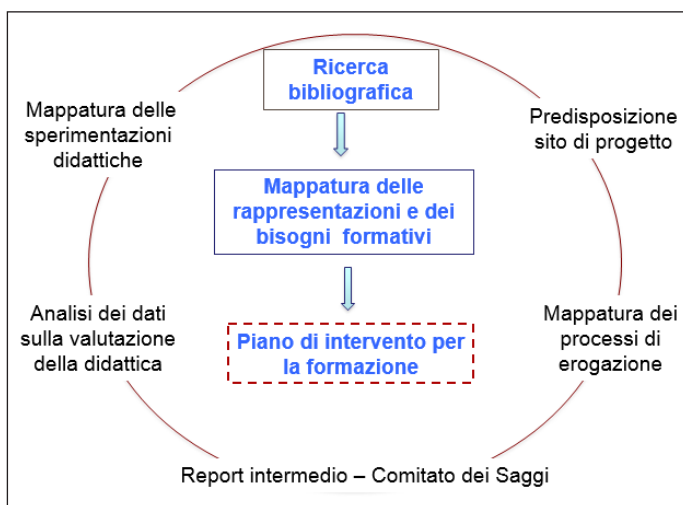 Ricerca
bibliografica
Mappatura delle
sperimentazioni
didattiche
Predisposizione
sito di progetto
Mappatura delle
rappresentazioni e dei
bisogni formativi
Analisi dei dati
sulla valutazione
della didattica
Piano di intervento per
la formazione
Mappatura dei
processi di
erogazione
Report intermedio – Comitato dei Saggi